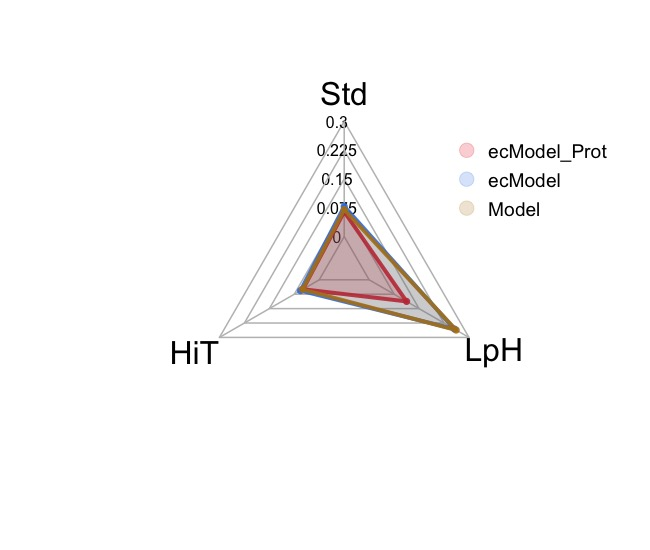 Std
0.3
0.225
0.15
0.075
0
ecModel_Prot
ecModel
Model
HiT
LpH